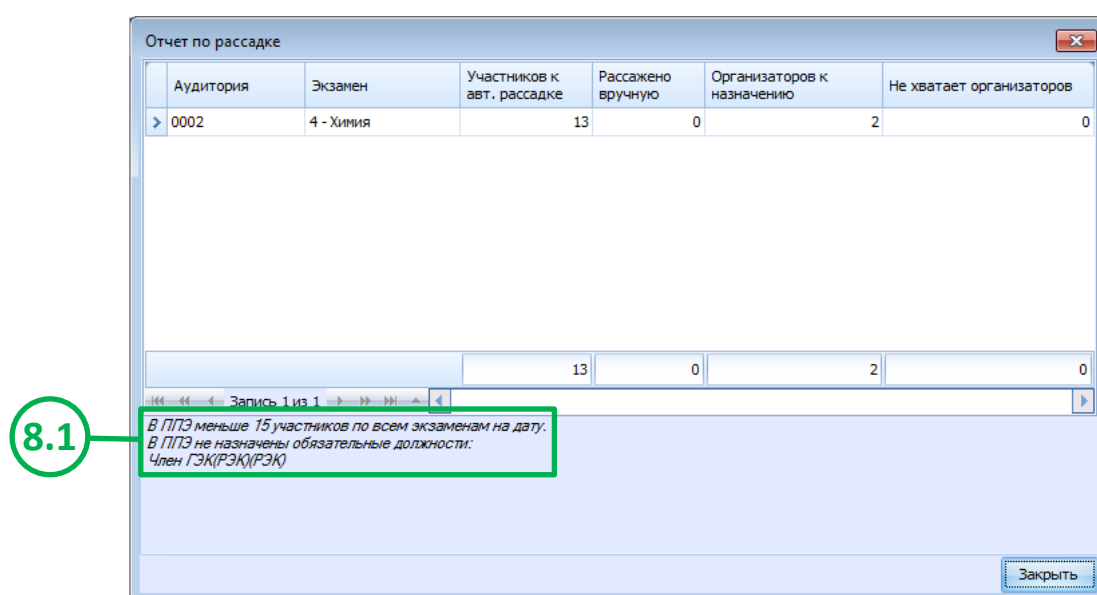 Отчет по рассадке
Аудитория Экзамен Участников к авт. рассадке Рассажено вручную Организаторов к назначению Не хватает организаторов
0002 4 - Химия 13 0 2 0
13 0 2 0
Запись 1 из 1
8.1
В ППЭ меньше 15 участников по всем экзаменам на дату.
В ППЭ не назначены обязательные должности:
Член ГЭК(РЭК)(РЭК)
Закрыть